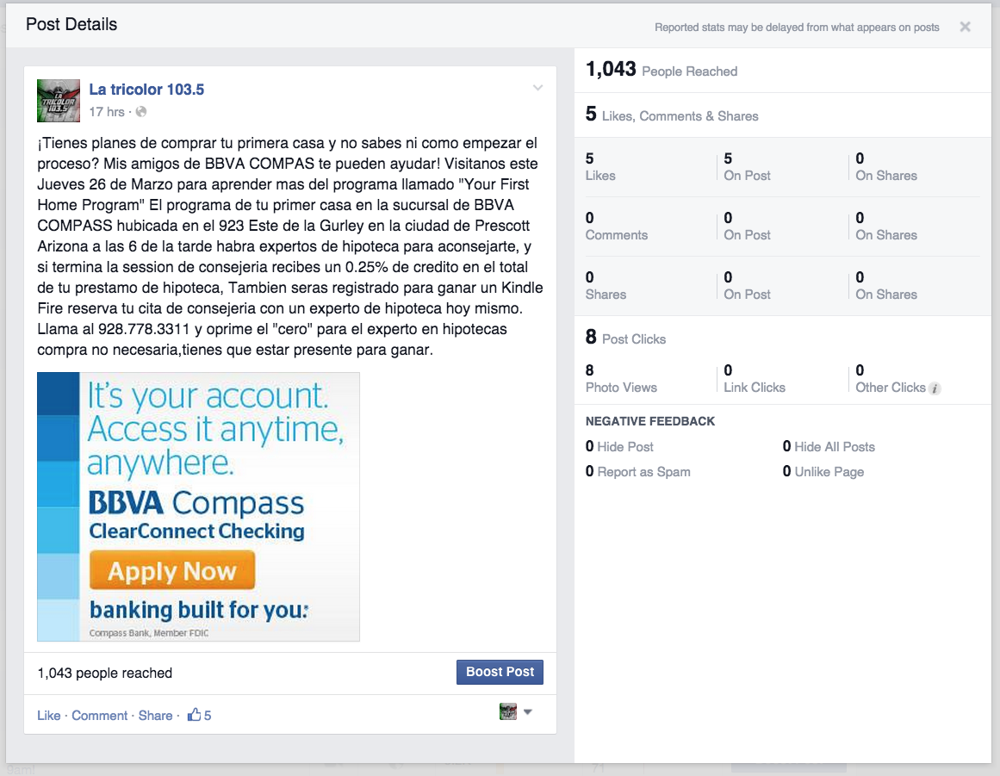 Post Details
Reported stats may be delayed from what appears on posts
LA TRICOLOR 103.5
La tricolor 103.5
17 hrs ·
¡Tienes planes de comprar tu primera casa y no sabes ni como empezar el
proceso? Mis amigos de BBVA COMPAS te pueden ayudar! Visitanos este
Jueves 26 de Marzo para aprender mas del programa llamado "Your First
Home Program" El programa de tu primer casa en la sucursal de BBVA
COMPASS hubicada en el 923 Este de la Gurley en la ciudad de Prescott
Arizona a las 6 de la tarde habra expertos de hipoteca para aconsejarte, y
si termina la session de consejeria recibes un 0.25% de credito en el total
de tu prestamo de hipoteca, Tambien seras registrado para ganar un Kindle
Fire reserva tu cita de consejeria con un experto de hipoteca hoy mismo.
Llama al 928.778.3311 y oprime el "cero" para el experto en hipotecas
compra no necesaria,tienes que estar presente para ganar.
It's your account.
Access it anytime,
anywhere.
BBVA Compass
ClearConnect Checking
Apply Now
banking built for you:
Compass Bank, Member FDIC
1,043 people reached
Boost Post
Like · Comment · Share · 5
1,043 People Reached
5 Likes, Comments & Shares
5 5 0
Likes On Post On Shares
0 0 0
Comments On Post On Shares
0 0 0
Shares On Post On Shares
8 Post Clicks
8 0 0
Photo Views Link Clicks Other Clicks i
NEGATIVE FEEDBACK
0 Hide Post 0 Hide All Posts
0 Report as Spam 0 Unlike Page